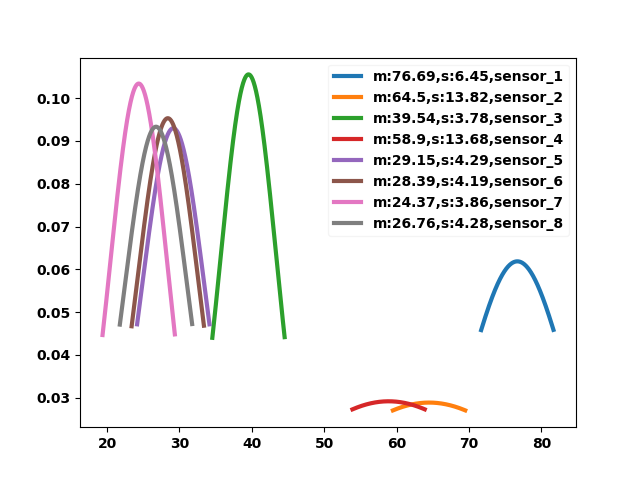 m:76.69,s:6.45,sensor_1
m:64.5,s:13.82,sensor_2
m:39.54,s:3.78,sensor_3
m:58.9,s:13.68,sensor_4
m:29.15,s:4.29,sensor_5
m:28.39,s:4.19,sensor_6
m:24.37,s:3.86,sensor_7
m:26.76,s:4.28,sensor_8
0.10
0.09
0.08
0.07
0.06
0.05
0.04
0.03
20 30 40 50 60 70 80